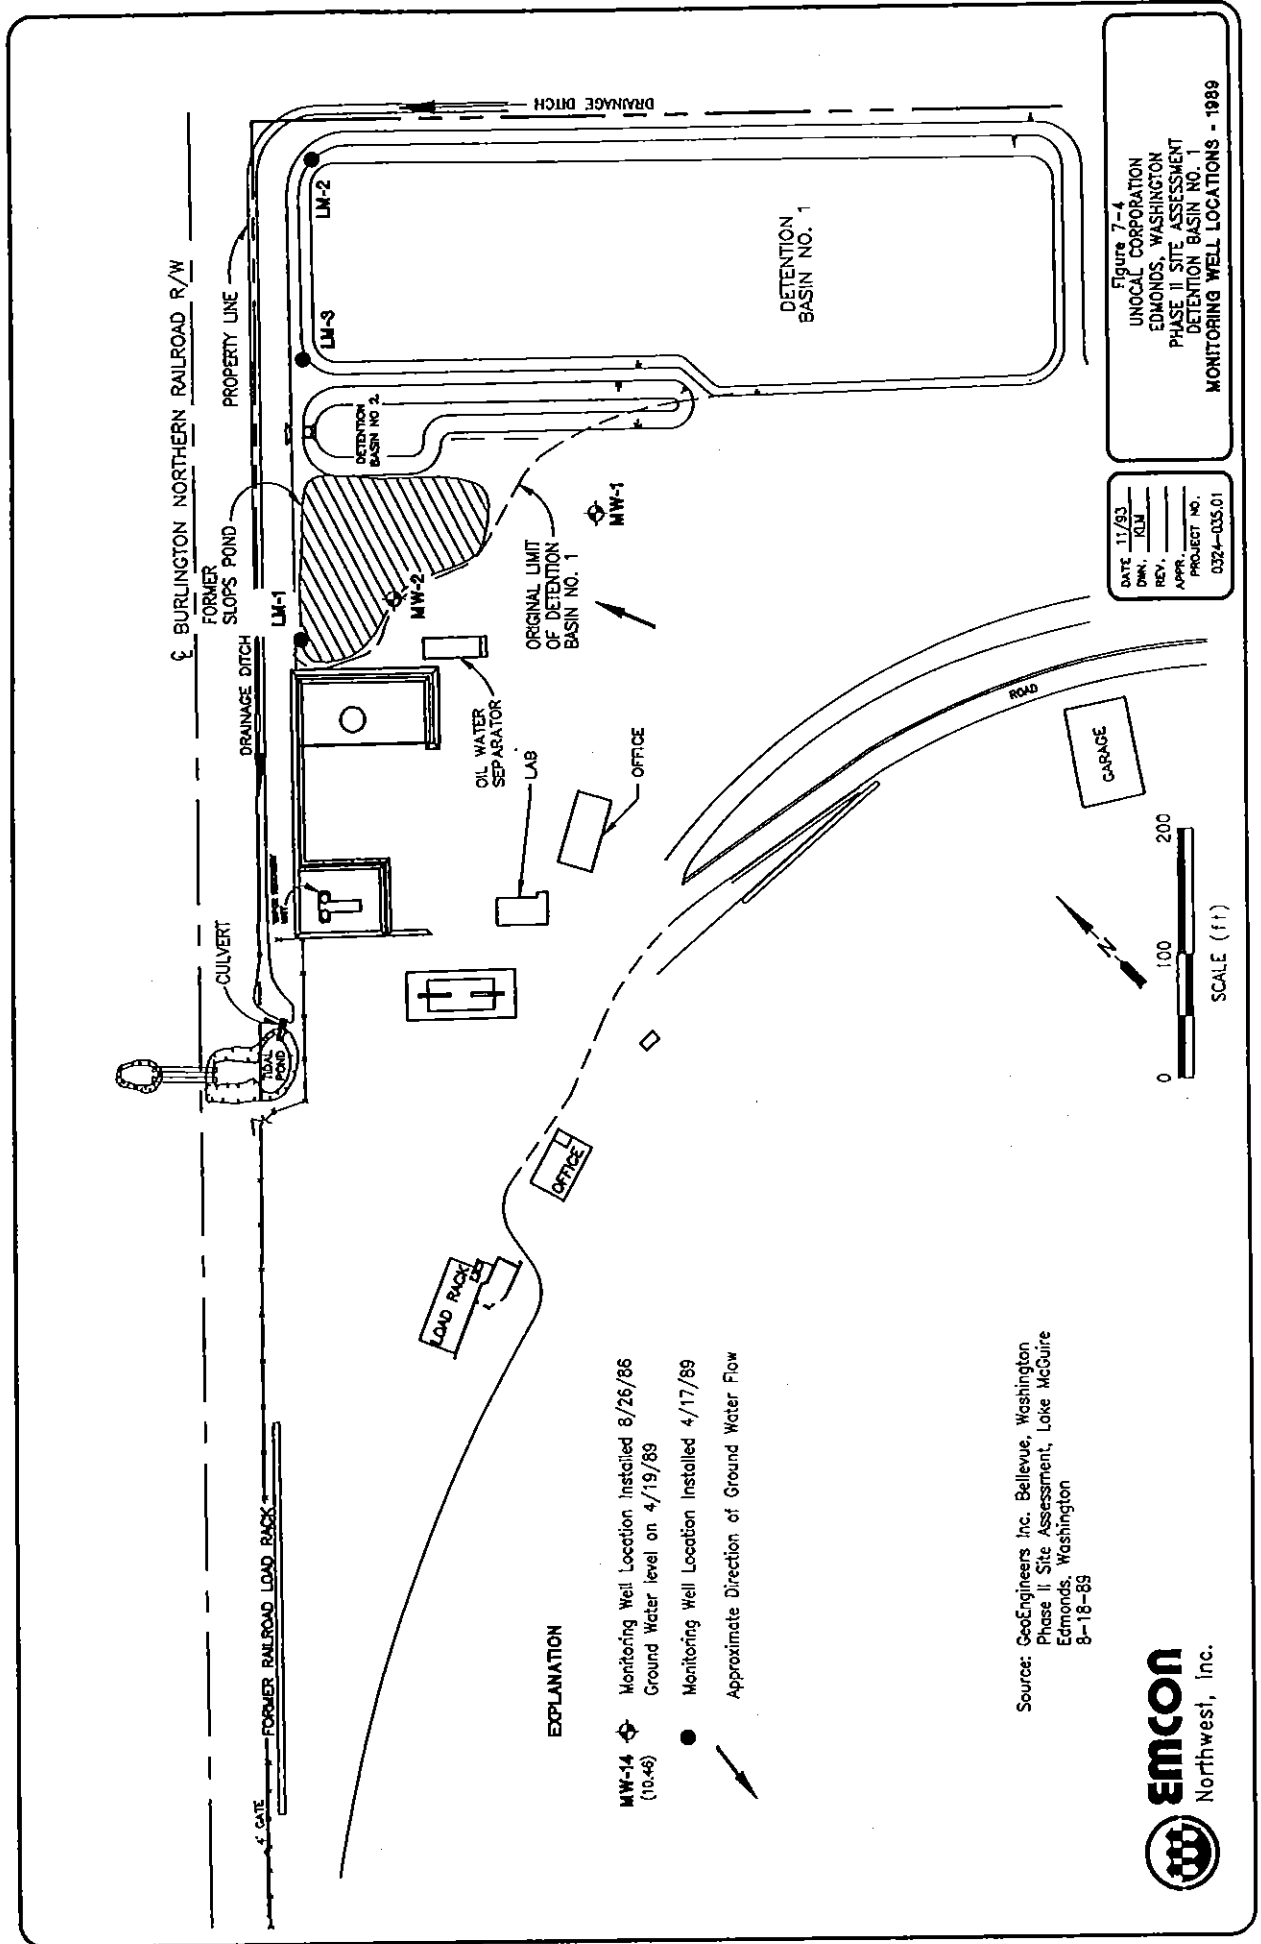 ℄ BURLINGTON NORTHERN RAILROAD R/W
FORMER
SLOPS POND
PROPERTY LINE
DRAINAGE DITCH
DRAINAGE DITCH
CULVERT
TIDAL
POND
LM-1
LM-3
LM-2
DETENTION
BASIN NO 2
MW-2
MW-1
ORIGINAL LIMIT
OF DETENTION
BASIN NO. 1
DETENTION
BASIN NO. 1
OIL WATER
SEPARATOR
LAB
OFFICE
ROAD
GARAGE
4' GATE
FORMER RAILROAD LOAD RACK
LOAD RACK
OFFICE
N
0 100 200
SCALE (ft)
EXPLANATION
MW-14 Monitoring Well Location Installed 8/26/86
(10.46) Ground Water level on 4/19/89
Monitoring Well Location Installed 4/17/89
Approximate Direction of Ground Water Flow
Source: GeoEngineers Inc. Bellevue, Washington
Phase II Site Assessment, Lake McGuire
Edmonds, Washington
8-18-89
EMCON
Northwest, Inc.
DATE 11/93
DWN. KLM
REV.
APPR.
PROJECT NO.
0324-035.01
Figure 7-4
UNOCAL CORPORATION
EDMONDS, WASHINGTON
PHASE II SITE ASSESSMENT
DETENTION BASIN NO. 1
MONITORING WELL LOCATIONS - 1989